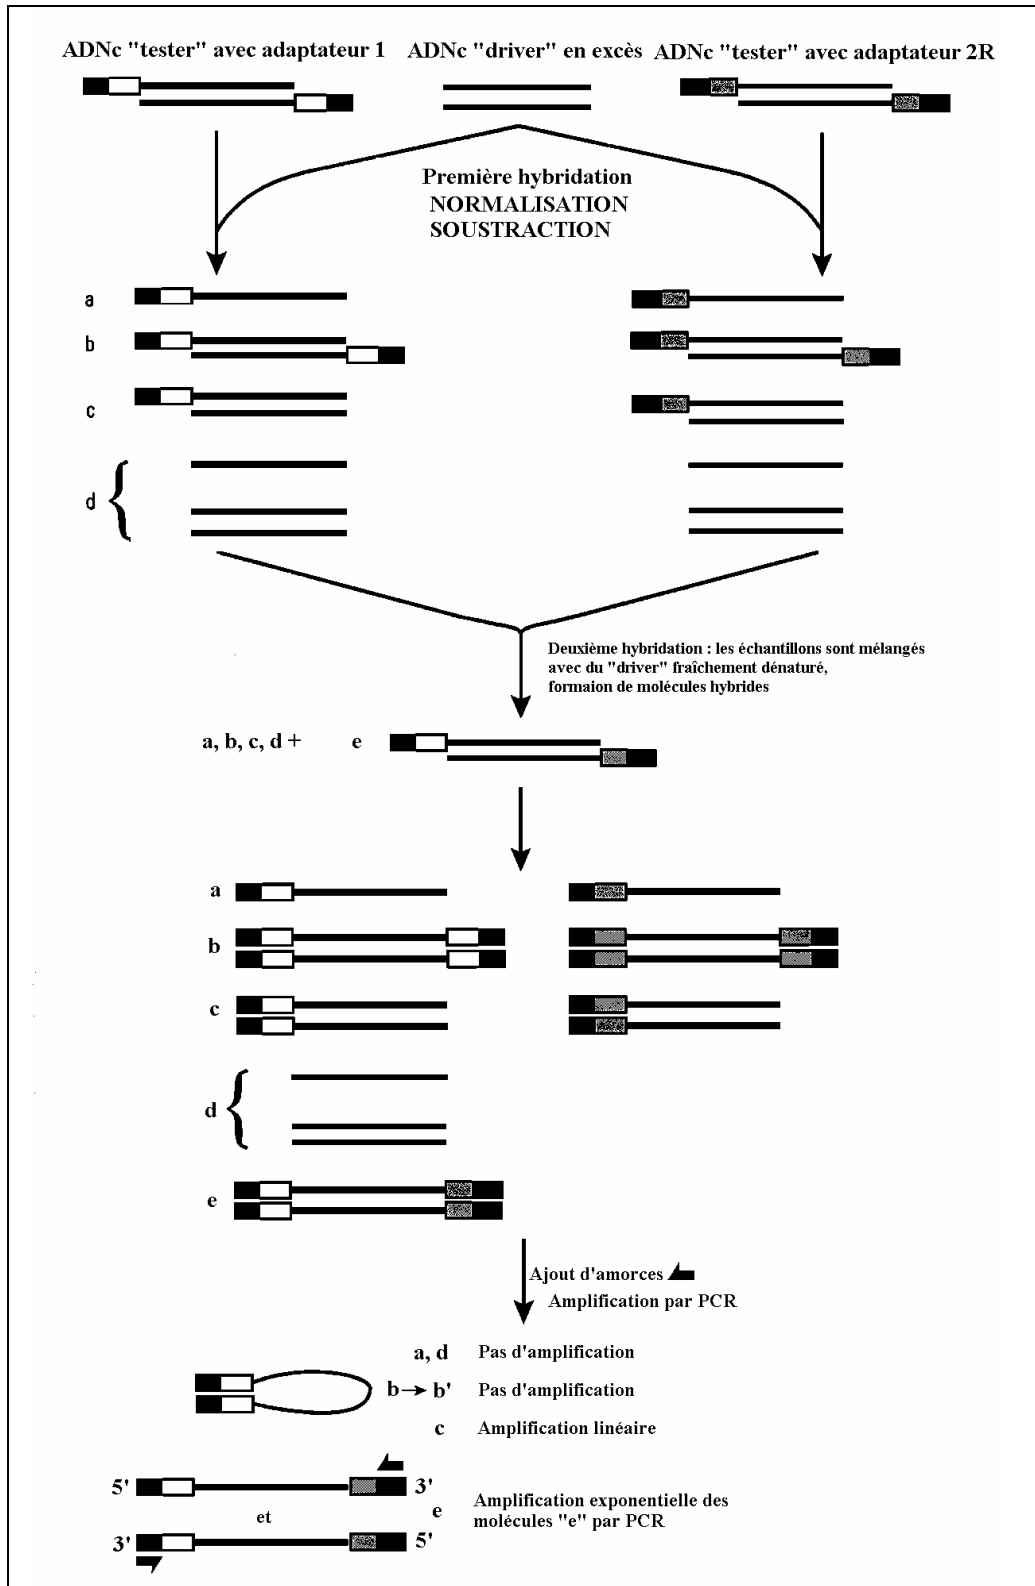 ADNc "tester" avec adaptateur 1
ADNc "driver" en excès
ADNc "tester" avec adaptateur 2R
Première hybridation
NORMALISATION
SOUSTRACTION
a
b
c
d
Deuxième hybridation : les échantillons sont mélangés
avec du "driver" fraîchement dénaturé,
formaion de molécules hybrides
a, b, c, d +
e
a
b
c
d
e
Ajout d'amorces
Amplification par PCR
a, d Pas d'amplification
b → b' Pas d'amplification
c Amplification linéaire
5'
3'
et
e
Amplification exponentielle des
molécules "e" par PCR
3'
5'